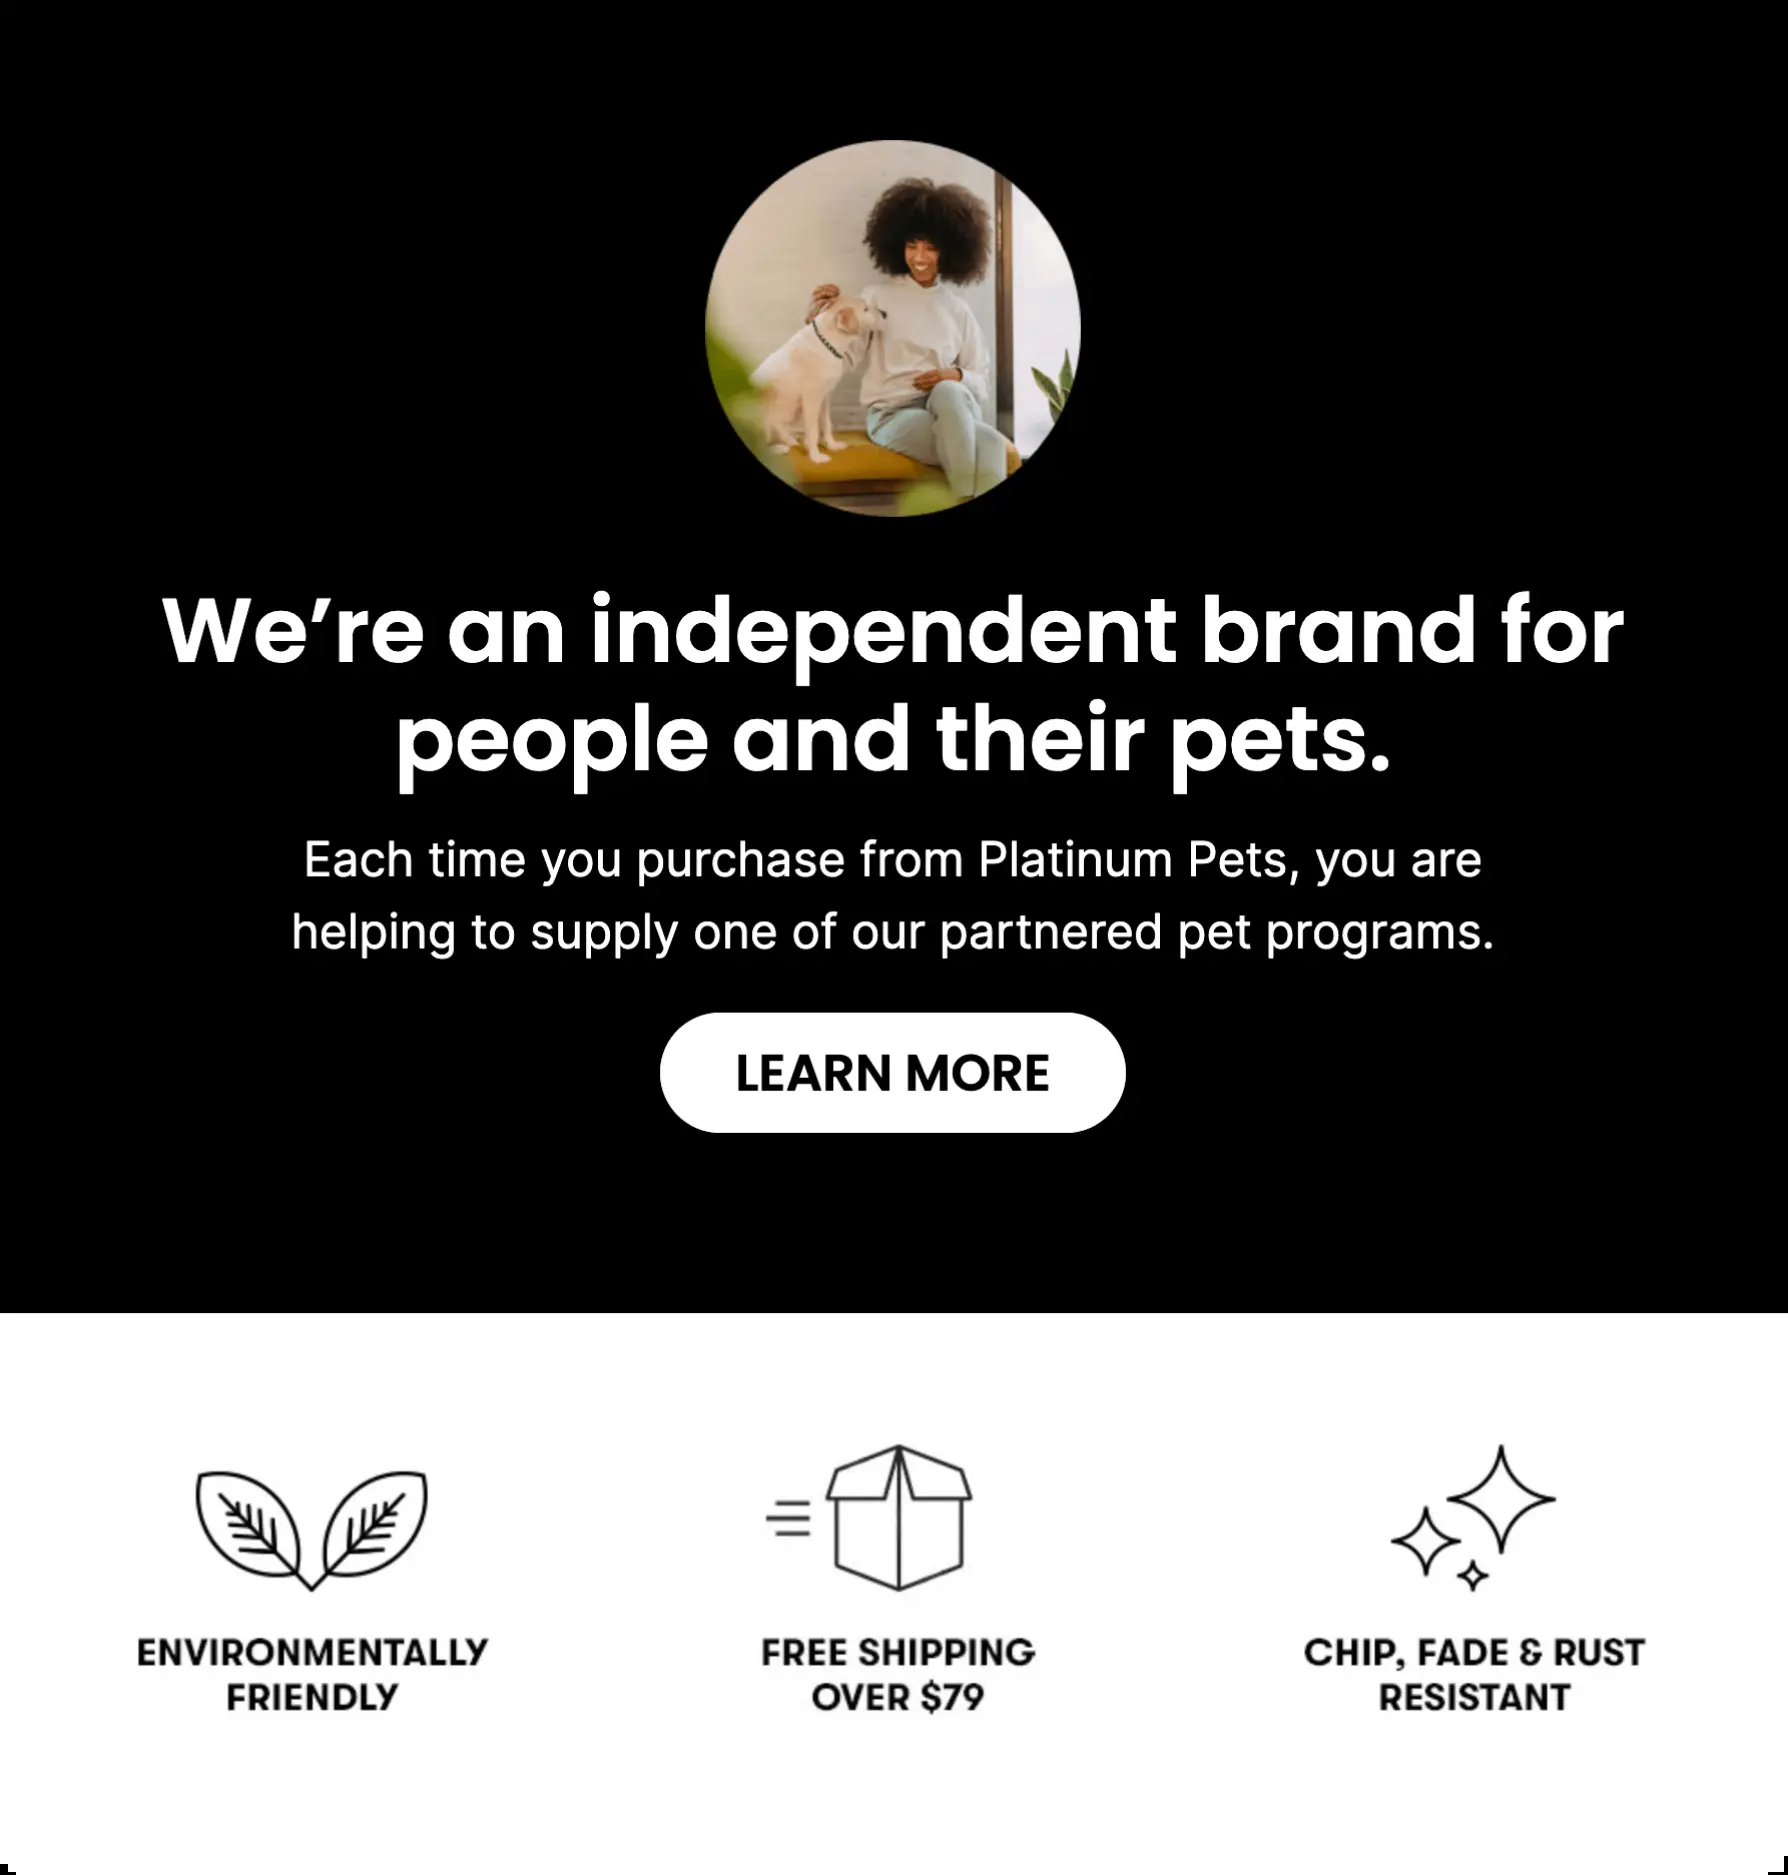 We’re an independent brand for
people and their pets.
Each time you purchase from Platinum Pets, you are
helping to supply one of our partnered pet programs.
LEARN MORE
ENVIRONMENTALLY
FRIENDLY
FREE SHIPPING
OVER $79
CHIP, FADE & RUST
RESISTANT